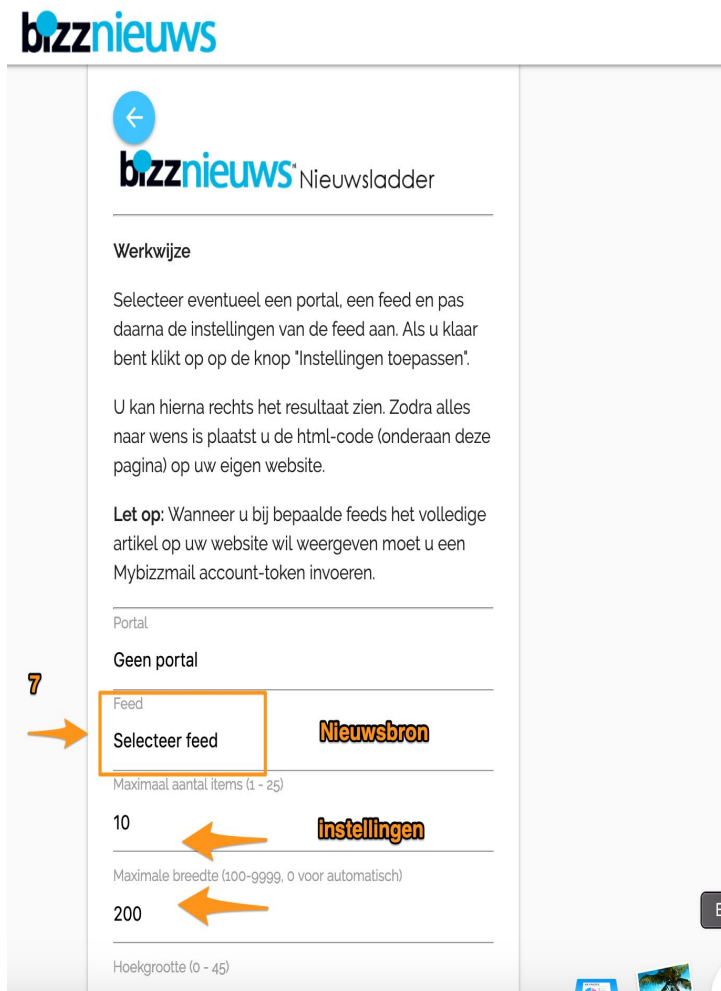 bizznieuws
bizznieuws Nieuwsladder
Werkwijze
Selecteer eventueel een portal, een feed en pas
daarna de instellingen van de feed aan. Als u klaar
bent klikt op op de knop "Instellingen toepassen".
U kan hierna rechts het resultaat zien. Zodra alles
naar wens is plaatst u de html-code (onderaan deze
pagina) op uw eigen website.
Let op: Wanneer u bij bepaalde feeds het volledige
artikel op uw website wil weergeven moet u een
Mybizzmail account-token invoeren.
Portal
Geen portal
7
Feed
Selecteer feed
Nieuwsbron
Maximaal aantal items (1 - 25)
10
instellingen
Maximale breedte (100-9999, 0 voor automatisch)
200
Hoekgrootte (0 - 45)